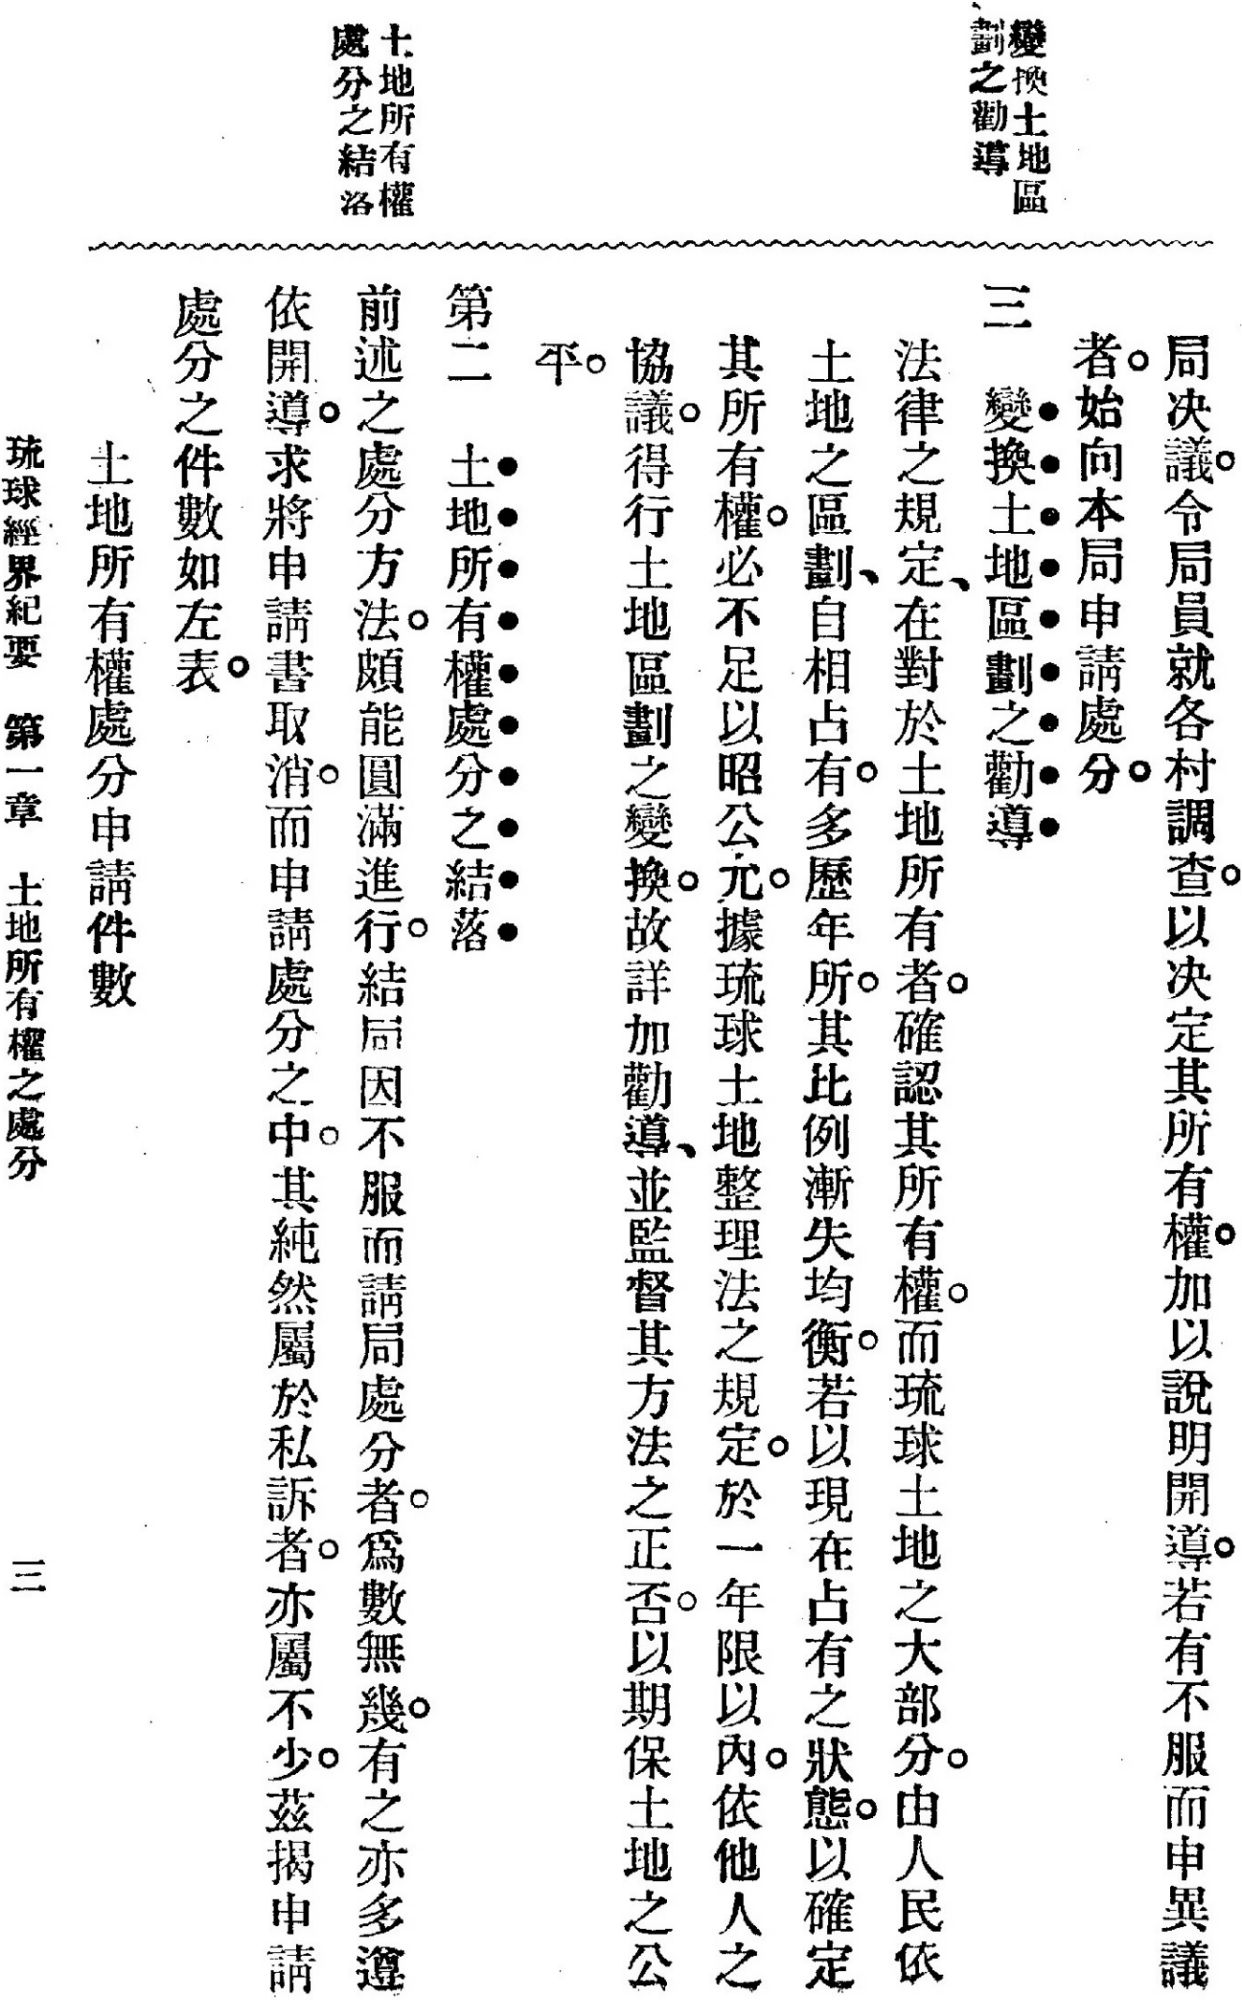 變換土地區
劃之勸導
土地所有權
處分之結落
局决議。令局員就各村調査。以决定其所有權。加以說明開導。若有不服而申異議
者。始向本局申請處分。
三　變換土地區劃之勸導
法律之規定、在對於土地所有者。確認其所有權。而琉球土地之大部分。由人民依
土地之區劃、自相占有。多歷年所。其比例漸失均衡。若以現在占有之狀態。以確定
其所有權。必不足以昭公允。據琉球土地整理法之規定。於一年限以內。依他人之
協議。得行土地區劃之變換。故詳加勸導、並監督其方法之正否。以期保土地之公
平。
第二　土地所有權處分之結落
前述之處分方法。頗能圓滿進行。結局因不服而請局處分者。爲數無幾。有之亦多遵
依開導。求將申請書取消。而申請處分之中。其純然屬於私訴者。亦屬不少。茲揭申請
處分之件數如左表。
土地所有權處分申請件數
琉球經界紀要　第一章　土地所有權之處分　三